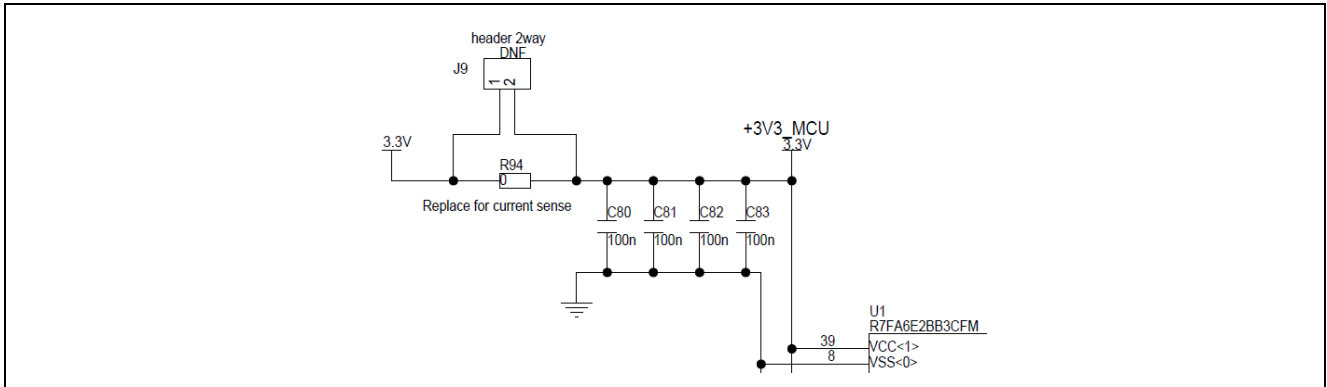 header 2way
DNF
J9
1
2
+3V3_MCU
3.3V
3.3V
R94
0
Replace for current sense
C80
C81
C82
C83
100n
100n
100n
100n
U1
R7FA6E2BB3CFM
39
VCC<1>
8
VSS<0>